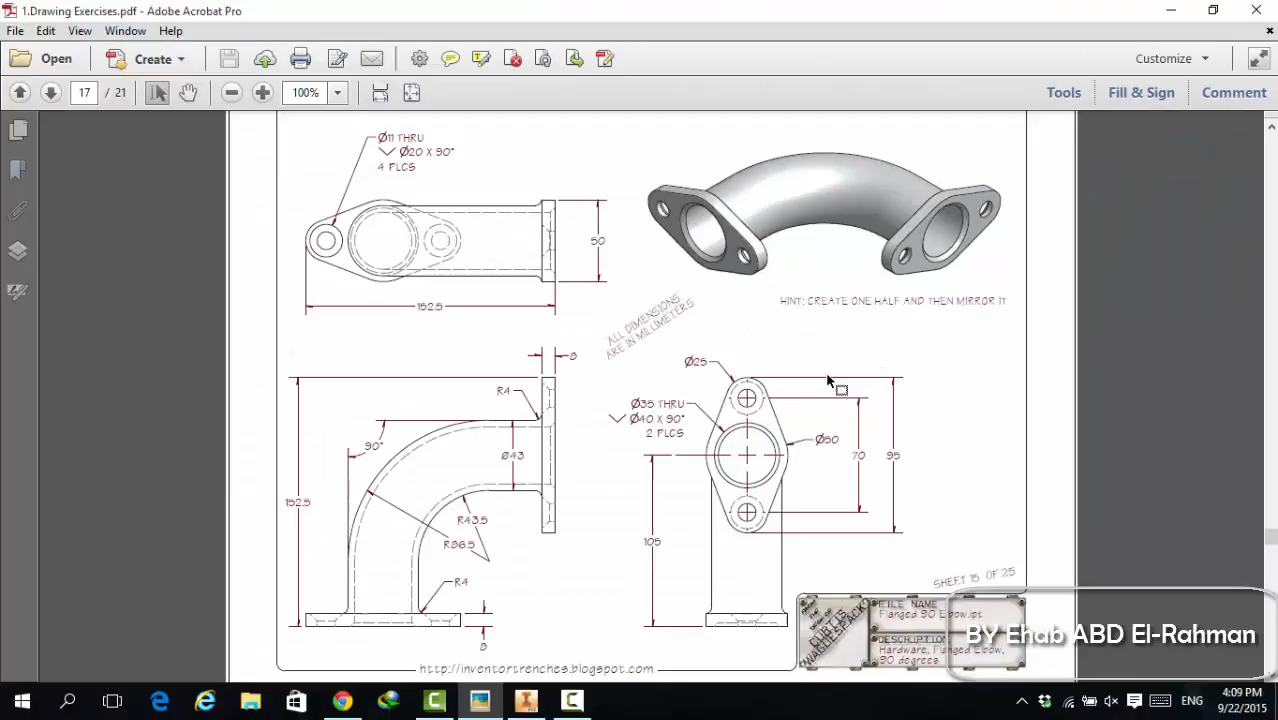 1.Drawing Exercises.pdf - Adobe Acrobat Pro
File Edit View Window Help
Open Create Customize
17 / 21 100% Tools Fill & Sign Comment
Ø11 THRU
Ø20 X 90°
4 PLCS
50
152.5
HINT: CREATE ONE HALF AND THEN MIRROR IT
ALL DIMENSIONS
ARE IN MILLIMETERS
8
R4
90°
Ø43
152.5
R43.5
R86.5
R4
8
Ø25
Ø35 THRU
Ø40 X 90°
2 PLCS
Ø50
70
95
105
SHEET 15 OF 25
FILE NAME
Flanged 90 Elbow.ipt
DESCRIPTION
Hardware, Flanged Elbow,
90 degrees
BY Ehab ABD El-Rahman
http://inventortrenches.blogspot.com
ENG
4:09 PM
9/22/2015